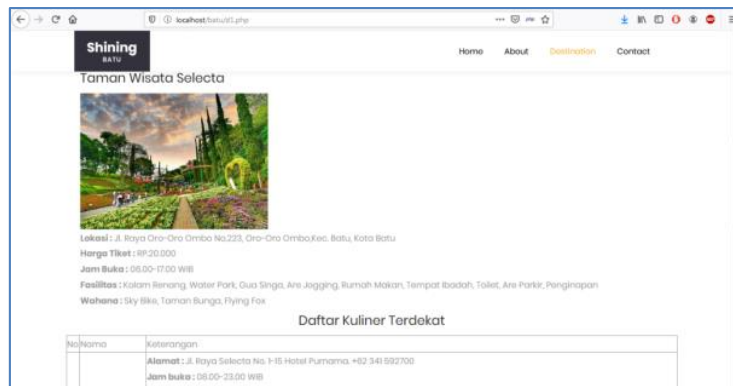 localhost/batu/d1.php
Shining
BATU
Home About Destination Contact
Taman Wisata Selecta
Lokasi : Jl. Raya Oro-Oro Ombo No.223, Oro-Oro Ombo,Kec. Batu, Kota Batu
Harga Tiket : RP.20.000
Jam Buka : 06.00-17.00 WIB
Fasilitas : Kolam Renang, Water Park, Gua Singa, Are Jogging, Rumah Makan, Tempat Ibadah, Toilet, Are Parkir, Penginapan
Wahana : Sky Bike, Taman Bunga, Flying Fox
Daftar Kuliner Terdekat
No Nama Keterangan
Alamat : Jl. Raya Selecta No. 1-15 Hotel Purnama. +62 341 592700
Jam buka : 08.00-23.00 WIB